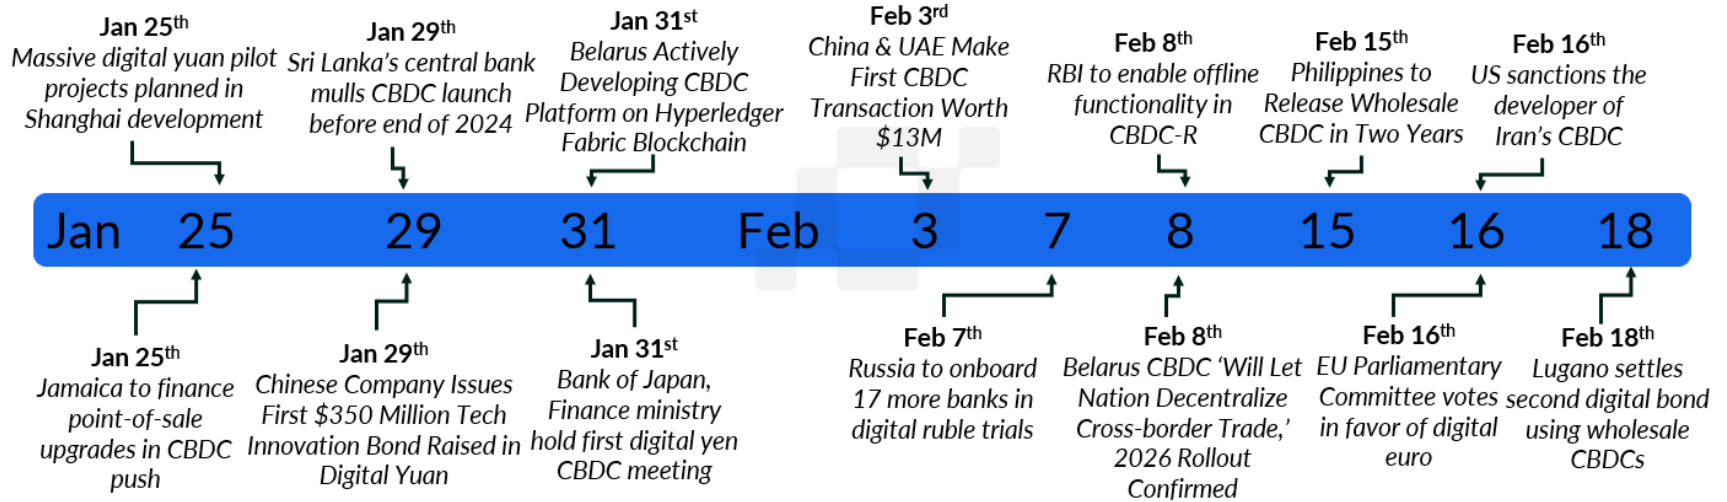 Jan 25th
Massive digital yuan pilot
projects planned in
Shanghai development
Jan 29th
Sri Lanka's central bank
mulls CBDC launch
before end of 2024
Jan 31st
Belarus Actively
Developing CBDC
Platform on Hyperledger
Fabric Blockchain
Feb 3rd
China & UAE Make
First CBDC
Transaction Worth
$13M
Feb 8th
RBI to enable offline
functionality in
CBDC-R
Feb 15th
Philippines to
Release Wholesale
CBDC in Two Years
Feb 16th
US sanctions the
developer of
Iran's CBDC
Jan 25 29 31 Feb 3 7 8 15 16 18
Jan 25th
Jamaica to finance
point-of-sale
upgrades in CBDC
push
Jan 29th
Chinese Company Issues
First $350 Million Tech
Innovation Bond Raised in
Digital Yuan
Jan 31st
Bank of Japan,
Finance ministry
hold first digital yen
CBDC meeting
Feb 7th
Russia to onboard
17 more banks in
digital ruble trials
Feb 8th
Belarus CBDC 'Will Let
Nation Decentralize
Cross-border Trade,'
2026 Rollout
Confirmed
Feb 16th
EU Parliamentary
Committee votes
in favor of digital
euro
Feb 18th
Lugano settles
second digital bond
using wholesale
CBDCs